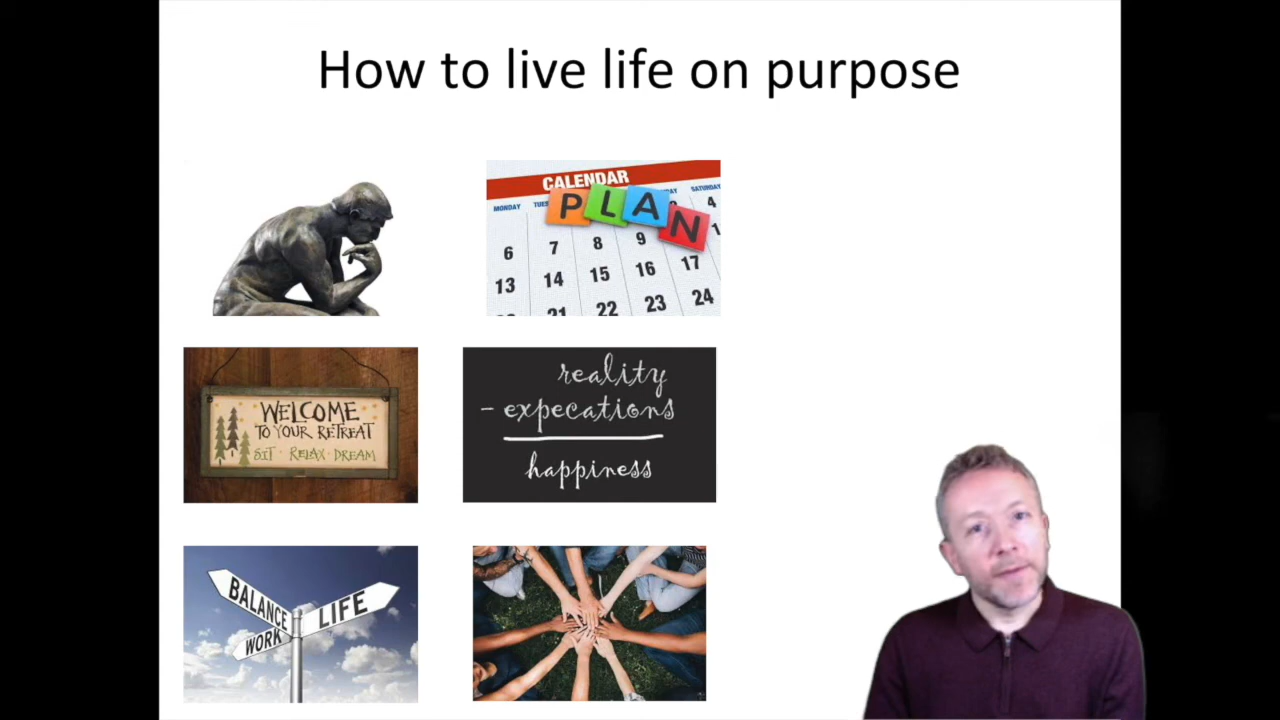 How to live life on purpose
CALENDAR
PLAN
MONDAY SATURDAY
4
6 7 8 9
13 14 15 16 17
22 23 24
WELCOME
TO YOUR RETREAT
SIT · RELAX · DREAM
reality
- expecations
happiness
BALANCE
LIFE
WORK